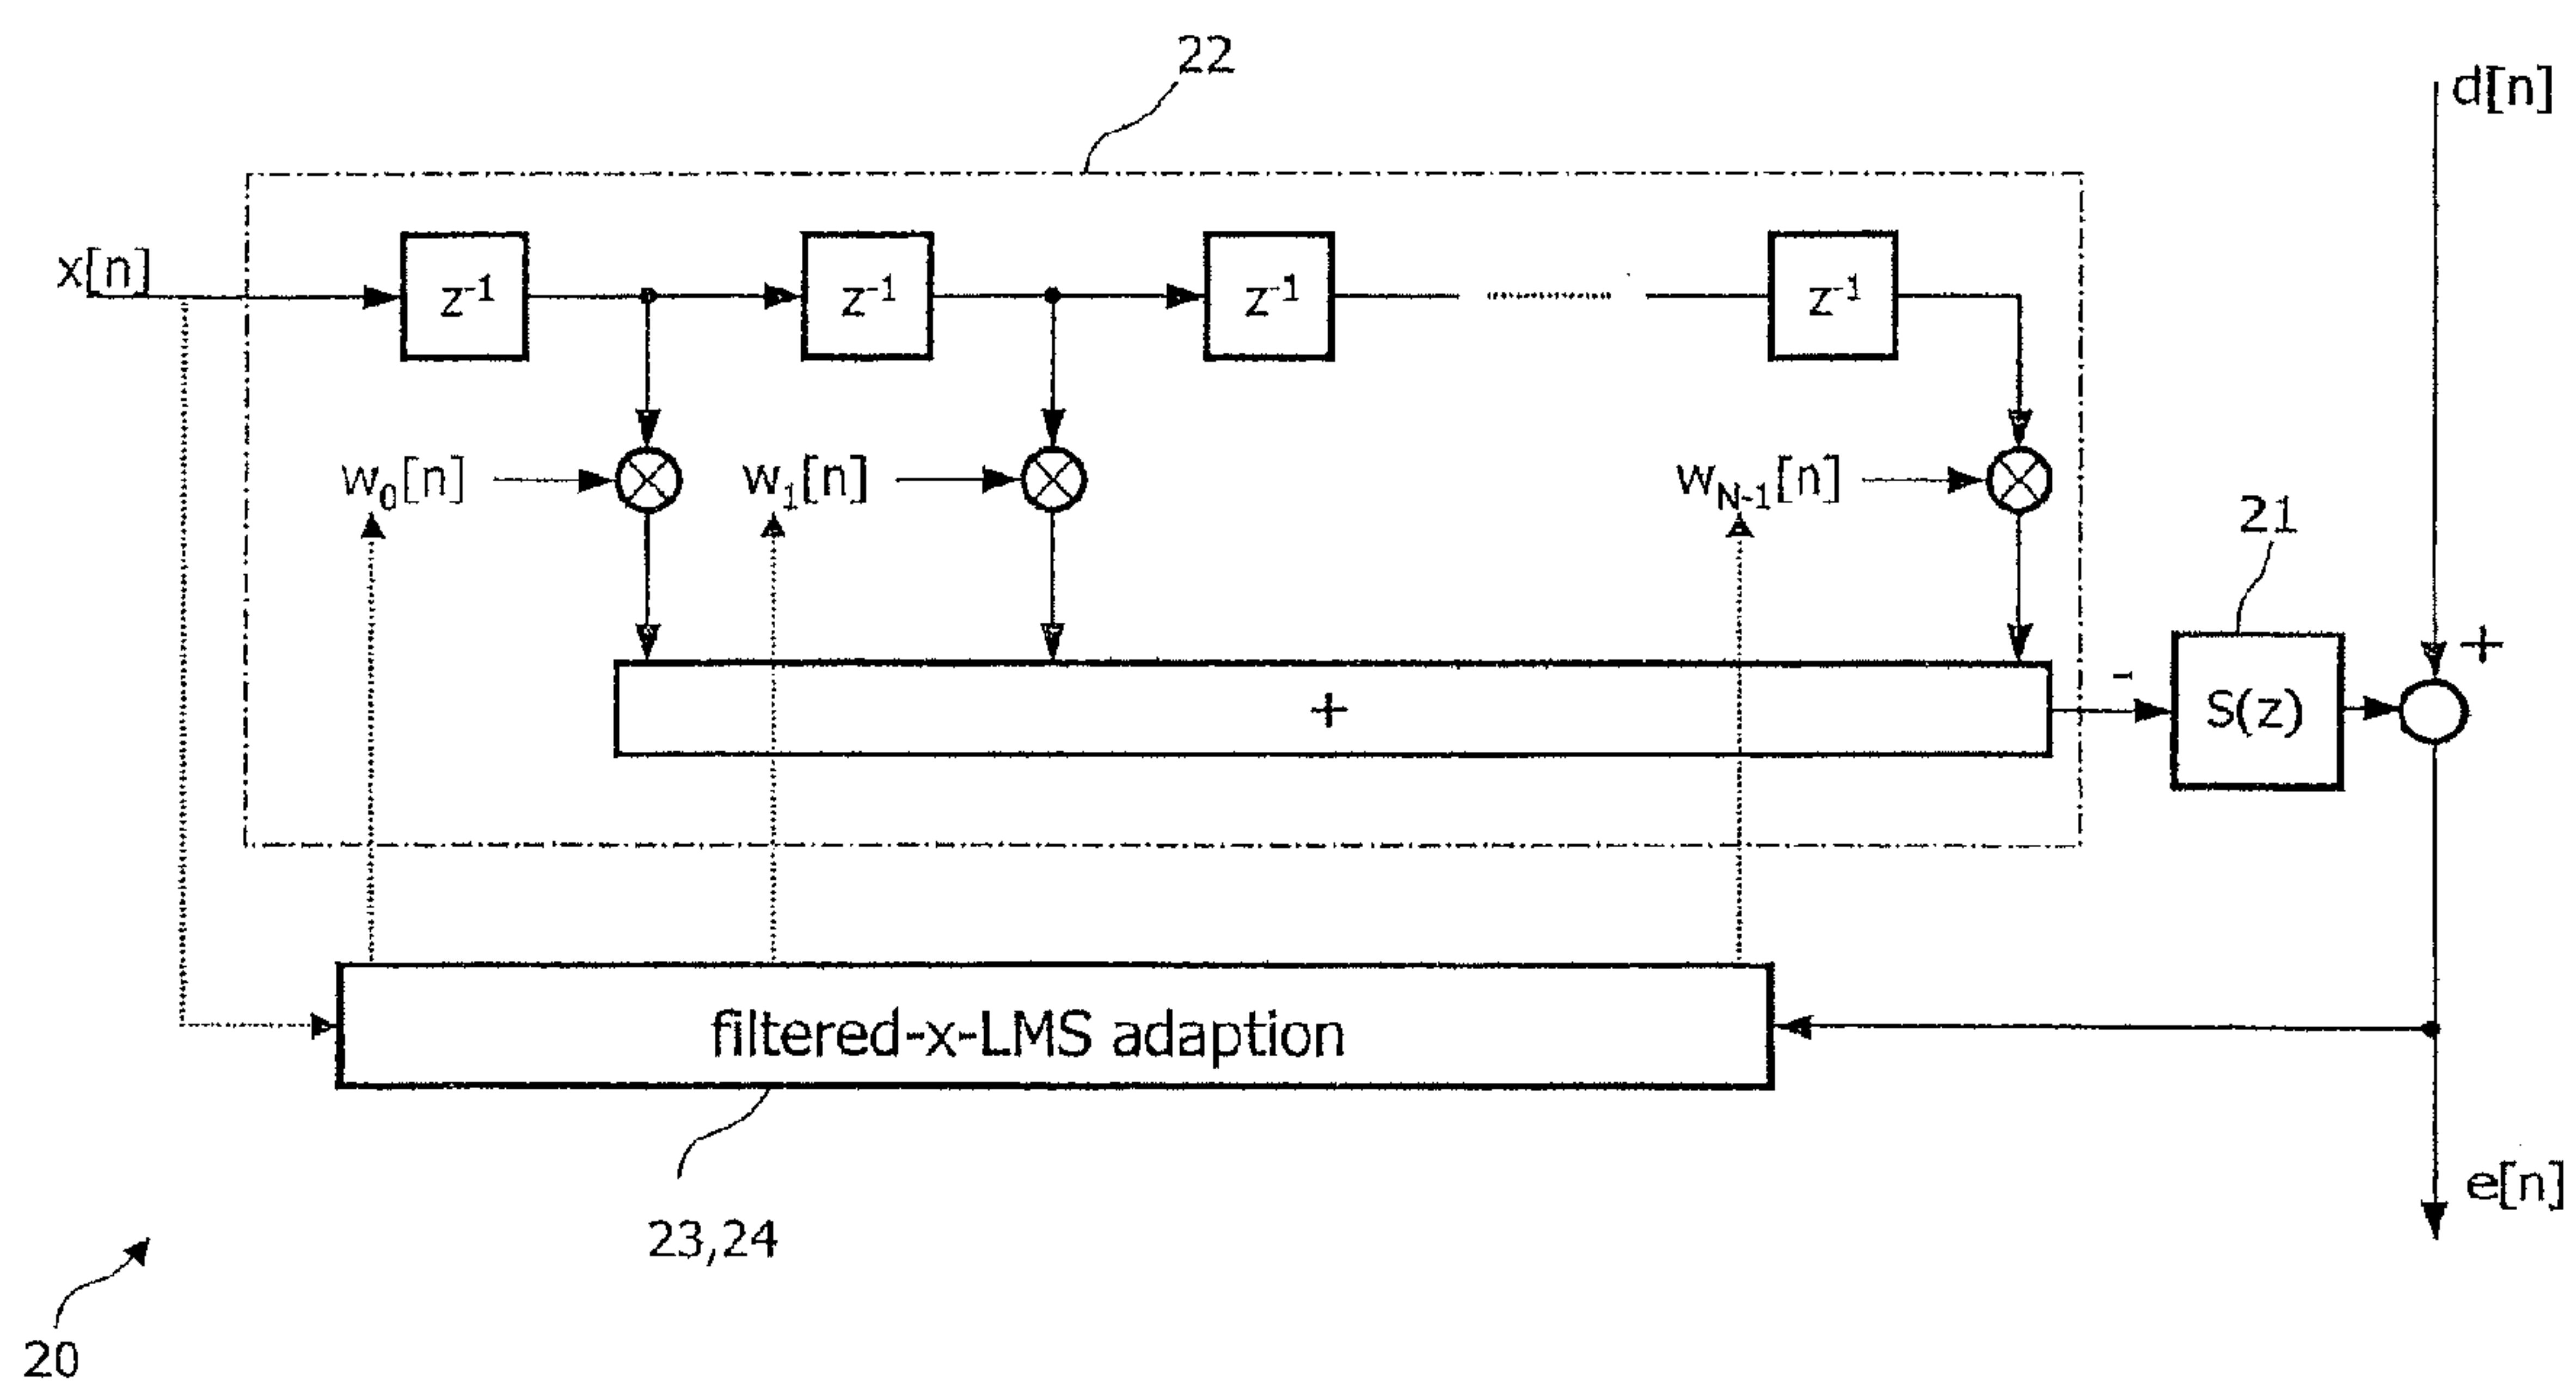 22
d[n]
x[n]
z⁻¹
z⁻¹
z⁻¹
z⁻¹
w₀[n]
w₁[n]
wN-1[n]
21
+
-
+
S(z)
filtered-x-LMS adaption
e[n]
23,24
20